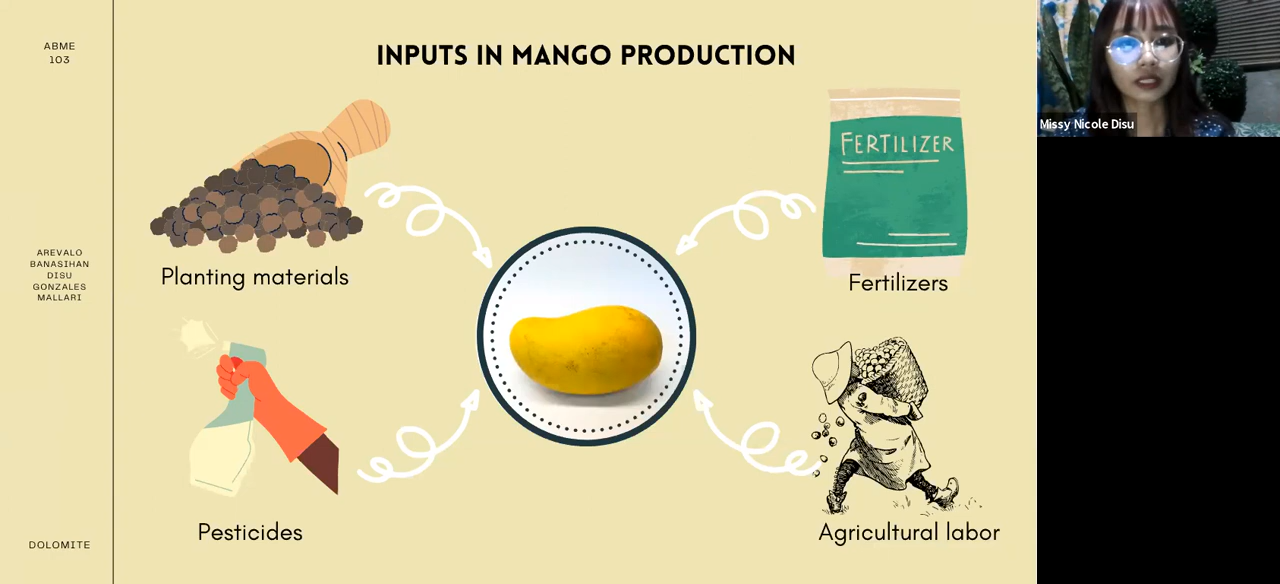 ABME
103
INPUTS IN MANGO PRODUCTION
Missy Nicole Disu
FERTILIZER
Planting materials
Fertilizers
AREVALO
BANASIHAN
DISU
GONZALES
MALLARI
Pesticides
Agricultural labor
DOLOMITE